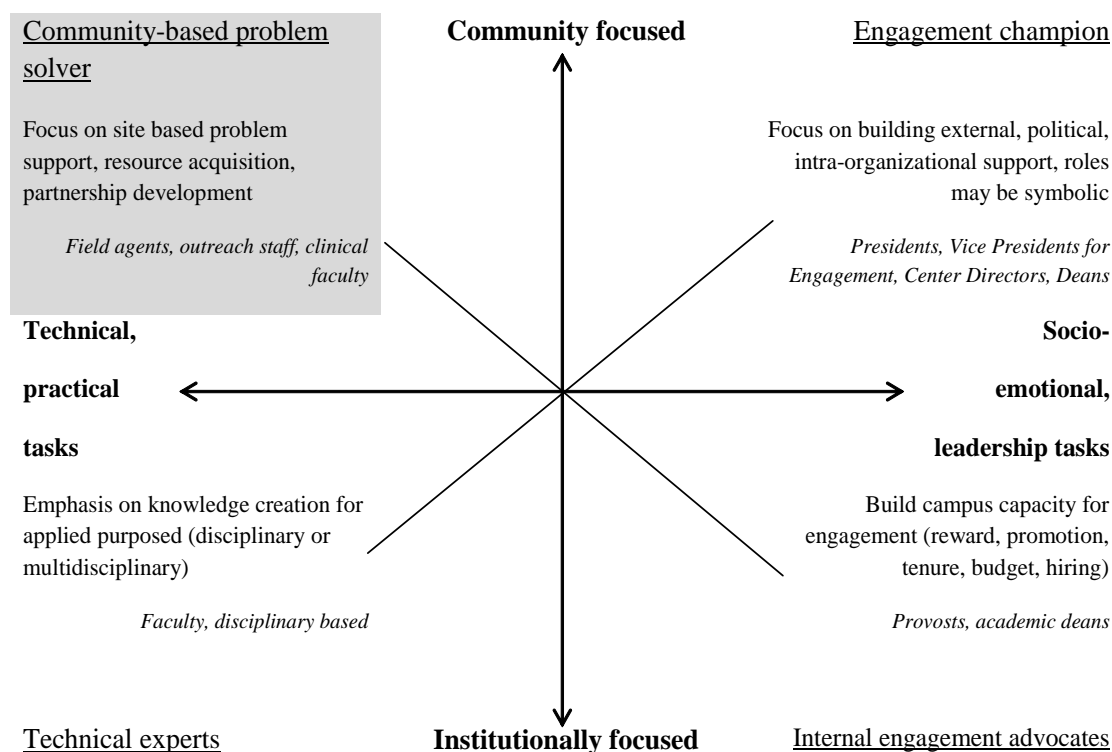 Community-based problem
solver
Community focused
Engagement champion
Focus on site based problem
support, resource acquisition,
partnership development
Focus on building external, political,
intra-organizational support, roles
may be symbolic
Field agents, outreach staff, clinical
faculty
Presidents, Vice Presidents for
Engagement, Center Directors, Deans
Technical,
practical
tasks
Socio-
emotional,
leadership tasks
Emphasis on knowledge creation for
applied purposed (disciplinary or
multidisciplinary)
Build campus capacity for
engagement (reward, promotion,
tenure, budget, hiring)
Faculty, disciplinary based
Provosts, academic deans
Technical experts
Institutionally focused
Internal engagement advocates